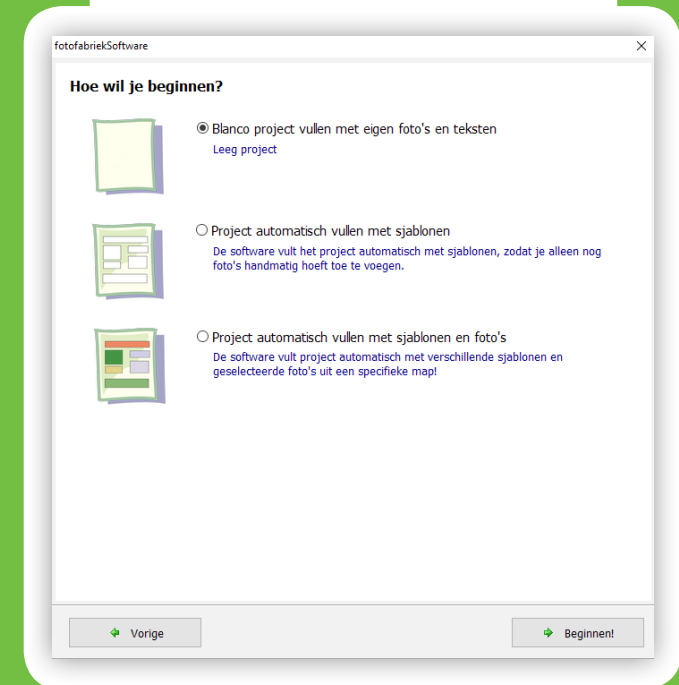 fotofabriekSoftware
Hoe wil je beginnen?
Blanco project vullen met eigen foto's en teksten
Leeg project
Project automatisch vullen met sjablonen
De software vult het project automatisch met sjablonen, zodat je alleen nog
foto's handmatig hoeft toe te voegen.
Project automatisch vullen met sjablonen en foto's
De software vult project automatisch met verschillende sjablonen en
geselecteerde foto's uit een specifieke map!
Vorige
Beginnen!